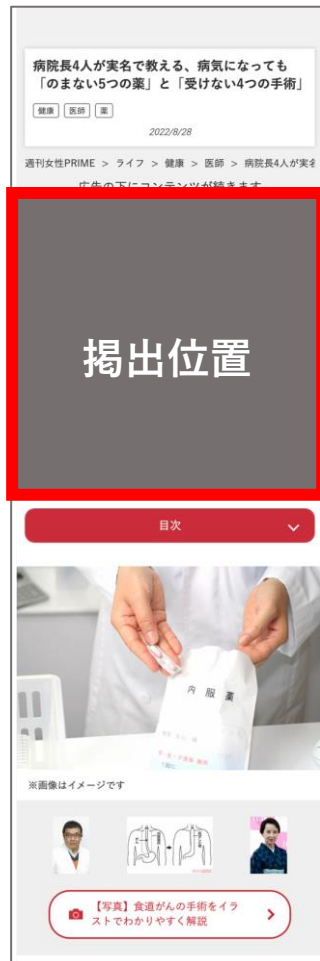 病院長4人が実名で教える、病気になっても
「のまない5つの薬」と「受けない4つの手術」
健康 医師 薬
2022/8/28
週刊女性PRIME > ライフ > 健康 > 医師 > 病院長4人が実名
広告の下にコンテンツが続きます
掲出位置
目次
内服薬
※画像はイメージです
【写真】食道がんの手術をイラ
ストでわかりやすく解説